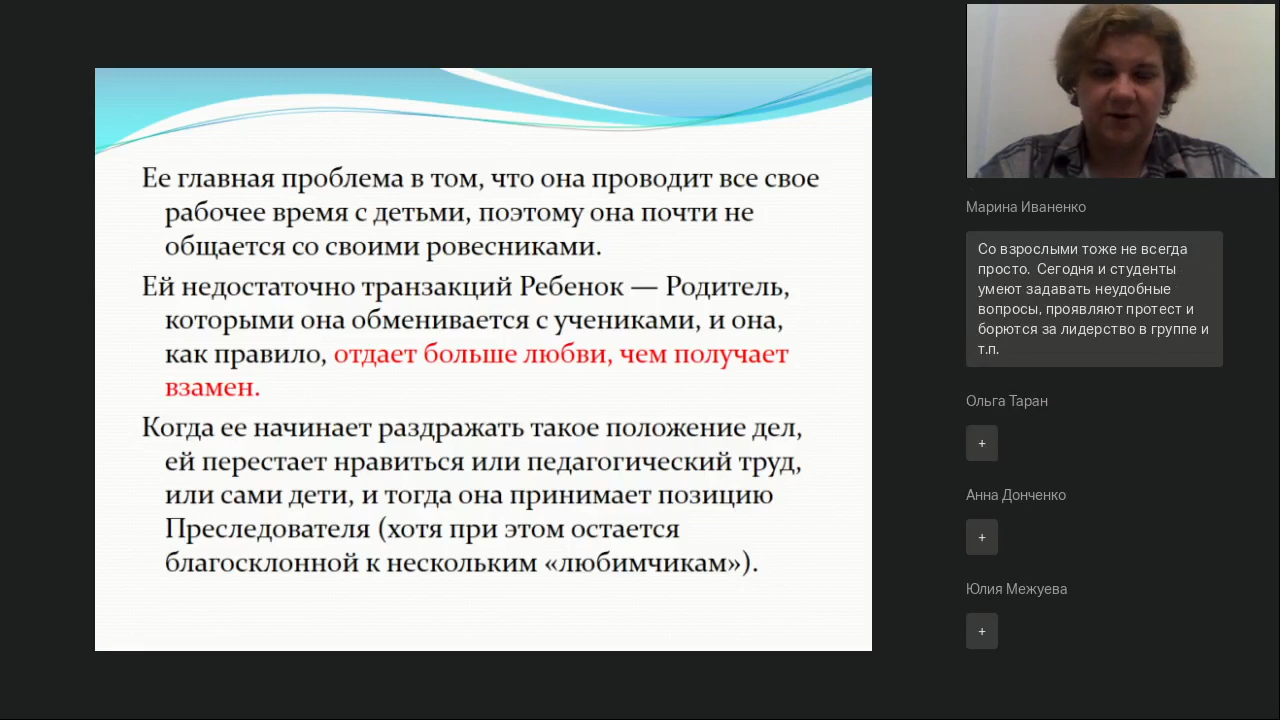 Ее главная проблема в том, что она проводит все свое
рабочее время с детьми, поэтому она почти не
общается со своими ровесниками.
Ей недостаточно транзакций Ребенок — Родитель,
которыми она обменивается с учениками, и она,
как правило, отдает больше любви, чем получает
взамен.
Когда ее начинает раздражать такое положение дел,
ей перестает нравиться или педагогический труд,
или сами дети, и тогда она принимает позицию
Преследователя (хотя при этом остается
благосклонной к нескольким «любимчикам»).
Марина Иваненко
Со взрослыми тоже не всегда
просто. Сегодня и студенты
умеют задавать неудобные
вопросы, проявляют протест и
борются за лидерство в группе и
т.п.
Ольга Таран
+
Анна Донченко
+
Юлия Межуева
+